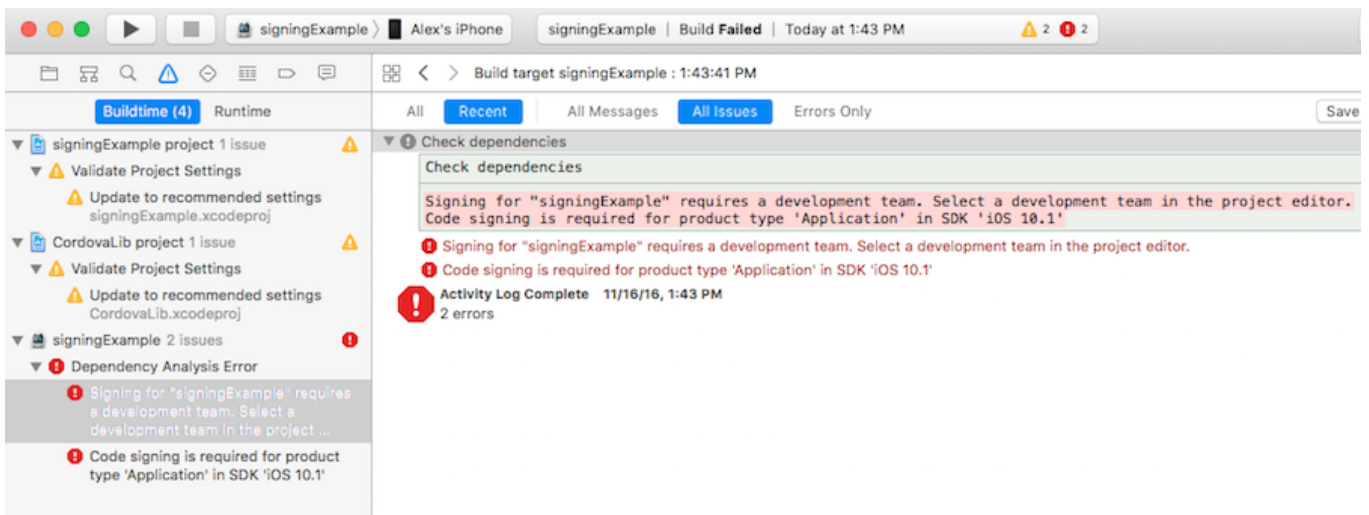 signingExample
Alex's iPhone
signingExample | Build Failed | Today at 1:43 PM
2
2
Build target signingExample : 1:43:41 PM
Buildtime (4)
Runtime
All
Recent
All Messages
All Issues
Errors Only
Save
signingExample project 1 issue
Validate Project Settings
Update to recommended settings
signingExample.xcodeproj
CordovaLib project 1 issue
Validate Project Settings
Update to recommended settings
CordovaLib.xcodeproj
signingExample 2 issues
Dependency Analysis Error
Signing for "signingExample" requires
a development team. Select a
development team in the project ...
Code signing is required for product
type 'Application' in SDK 'iOS 10.1'
Check dependencies
Check dependencies
Signing for "signingExample" requires a development team. Select a development team in the project editor.
Code signing is required for product type 'Application' in SDK 'iOS 10.1'
Signing for "signingExample" requires a development team. Select a development team in the project editor.
Code signing is required for product type 'Application' in SDK 'iOS 10.1'
Activity Log Complete 11/16/16, 1:43 PM
2 errors